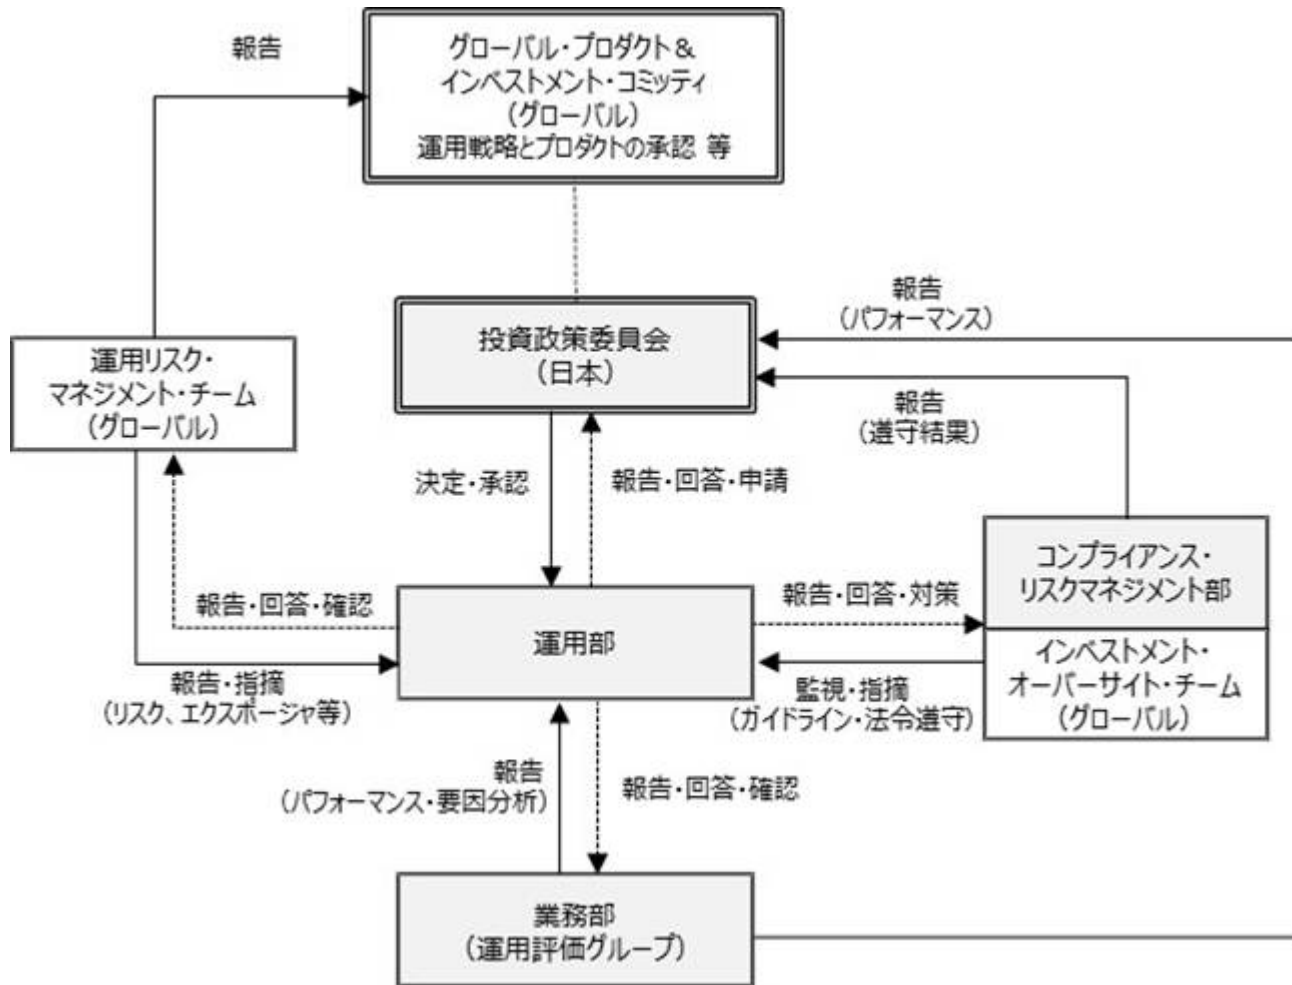 報告
グローバル・プロダクト＆
インベストメント・コミッティ
（グローバル）
運用戦略とプロダクトの承認 等
報告
（パフォーマンス）
投資政策委員会
（日本）
運用リスク・
マネジメント・チーム
（グローバル）
報告
（遵守結果）
決定・承認
報告・回答・申請
コンプライアンス・
リスクマネジメント部
報告・回答・確認
報告・回答・対策
運用部
インベストメント・
オーバーサイト・チーム
（グローバル）
報告・指摘
（リスク、エクスポージャ等）
監視・指摘
（ガイドライン・法令遵守）
報告
（パフォーマンス・要因分析）
報告・回答・確認
業務部
（運用評価グループ）